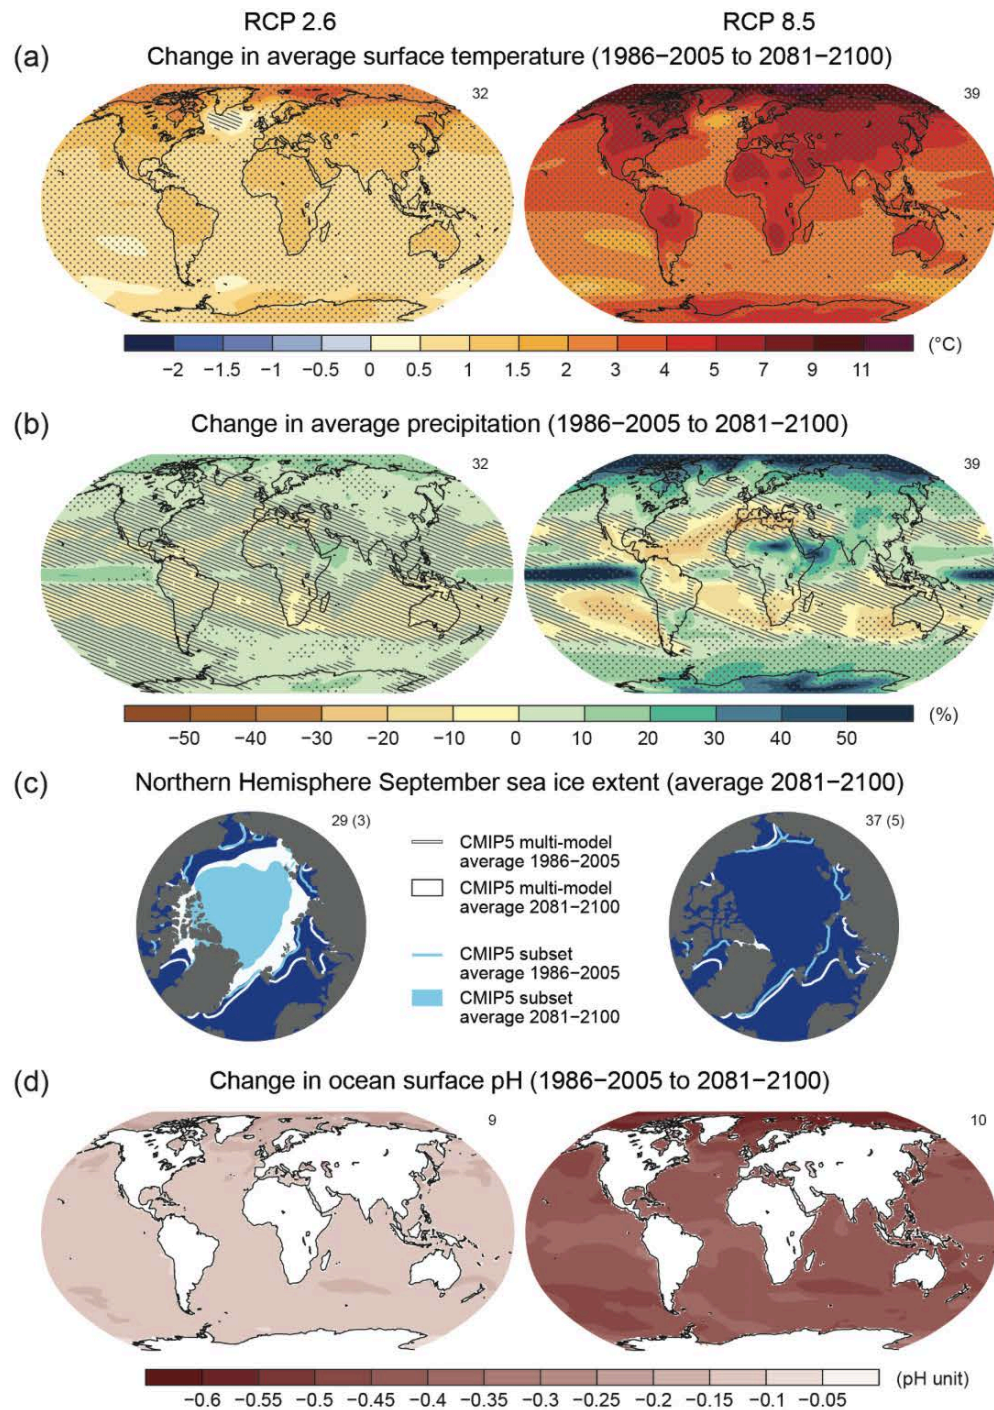 RCP 2.6 RCP 8.5
(a) Change in average surface temperature (1986−2005 to 2081−2100)
32 39
−2 −1.5 −1 −0.5 0 0.5 1 1.5 2 3 4 5 7 9 11 (°C)
(b) Change in average precipitation (1986−2005 to 2081−2100)
32 39
−50 −40 −30 −20 −10 0 10 20 30 40 50 (%)
(c) Northern Hemisphere September sea ice extent (average 2081−2100)
29 (3) 37 (5)
CMIP5 multi-model
average 1986−2005
CMIP5 multi-model
average 2081−2100
CMIP5 subset
average 1986−2005
CMIP5 subset
average 2081−2100
(d) Change in ocean surface pH (1986−2005 to 2081−2100)
9 10
−0.6 −0.55 −0.5 −0.45 −0.4 −0.35 −0.3 −0.25 −0.2 −0.15 −0.1 −0.05 (pH unit)